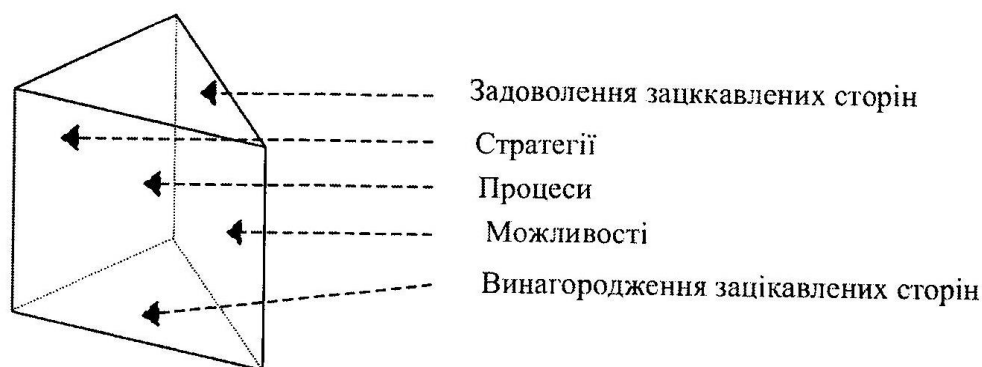 Задоволення зацккавлених сторін
Стратегії
Процеси
Можливості
Винагородження зацікавлених сторін